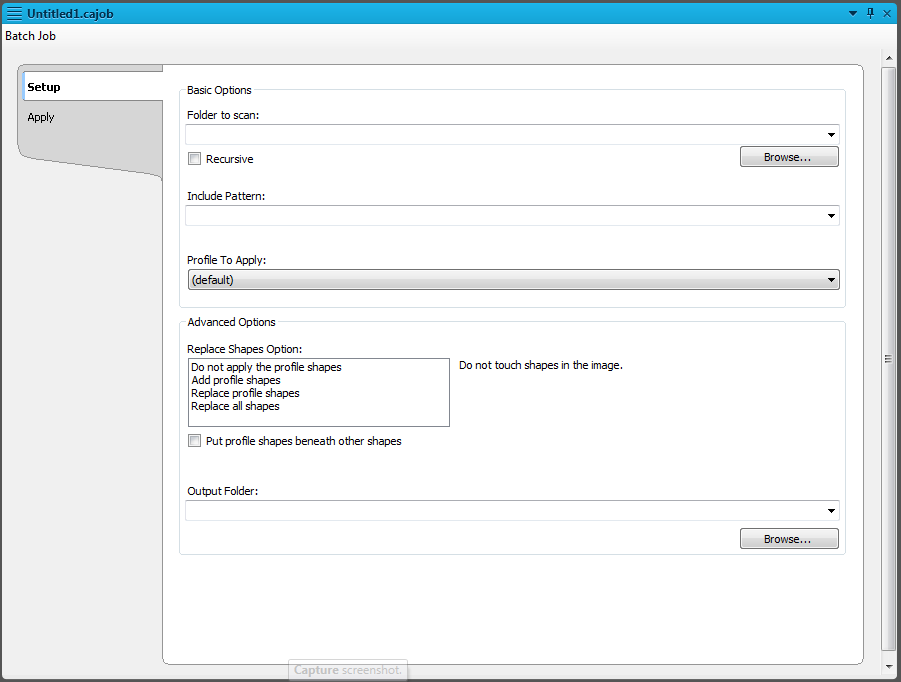 Untitled1.cajob
Batch Job
Setup
Apply
Basic Options
Folder to scan:
Recursive
Browse...
Include Pattern:
Profile To Apply:
(default)
Advanced Options
Replace Shapes Option:
Do not apply the profile shapes
Add profile shapes
Replace profile shapes
Replace all shapes
Do not touch shapes in the image.
Put profile shapes beneath other shapes
Output Folder:
Browse...
Capture screenshot.